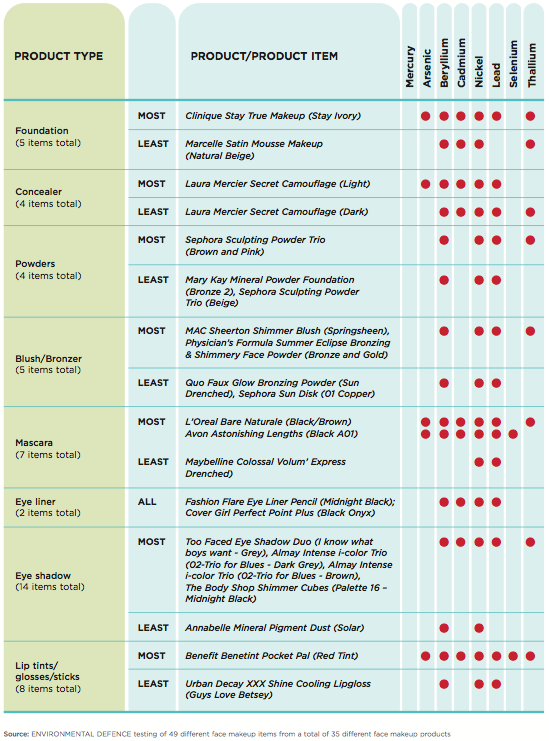 PRODUCT TYPE
PRODUCT/PRODUCT ITEM
Mercury
Arsenic
Beryllium
Cadmium
Nickel
Lead
Selenium
Thallium
Foundation
(5 items total)
MOST
Clinique Stay True Makeup (Stay Ivory)
LEAST
Marcelle Satin Mousse Makeup
(Natural Beige)
Concealer
(4 items total)
MOST
Laura Mercier Secret Camouflage (Light)
LEAST
Laura Mercier Secret Camouflage (Dark)
Powders
(4 items total)
MOST
Sephora Sculpting Powder Trio
(Brown and Pink)
LEAST
Mary Kay Mineral Powder Foundation
(Bronze 2), Sephora Sculpting Powder
Trio (Beige)
Blush/Bronzer
(5 items total)
MOST
MAC Sheerton Shimmer Blush (Springsheen),
Physician's Formula Summer Eclipse Bronzing
& Shimmery Face Powder (Bronze and Gold)
LEAST
Quo Faux Glow Bronzing Powder (Sun
Drenched), Sephora Sun Disk (01 Copper)
Mascara
(7 items total)
MOST
L'Oreal Bare Naturale (Black/Brown)
Avon Astonishing Lengths (Black A01)
LEAST
Maybelline Colossal Volum' Express
Drenched)
Eye liner
(2 items total)
ALL
Fashion Flare Eye Liner Pencil (Midnight Black);
Cover Girl Perfect Point Plus (Black Onyx)
Eye shadow
(14 items total)
MOST
Too Faced Eye Shadow Duo (I know what
boys want - Grey), Almay Intense i-color Trio
(02-Trio for Blues - Dark Grey), Almay Intense
i-color Trio (02-Trio for Blues - Brown),
The Body Shop Shimmer Cubes (Palette 16 –
Midnight Black)
LEAST
Annabelle Mineral Pigment Dust (Solar)
Lip tints/
glosses/sticks
(8 items total)
MOST
Benefit Benetint Pocket Pal (Red Tint)
LEAST
Urban Decay XXX Shine Cooling Lipgloss
(Guys Love Betsey)
Source: ENVIRONMENTAL DEFENCE testing of 49 different face makeup items from a total of 35 different face makeup products